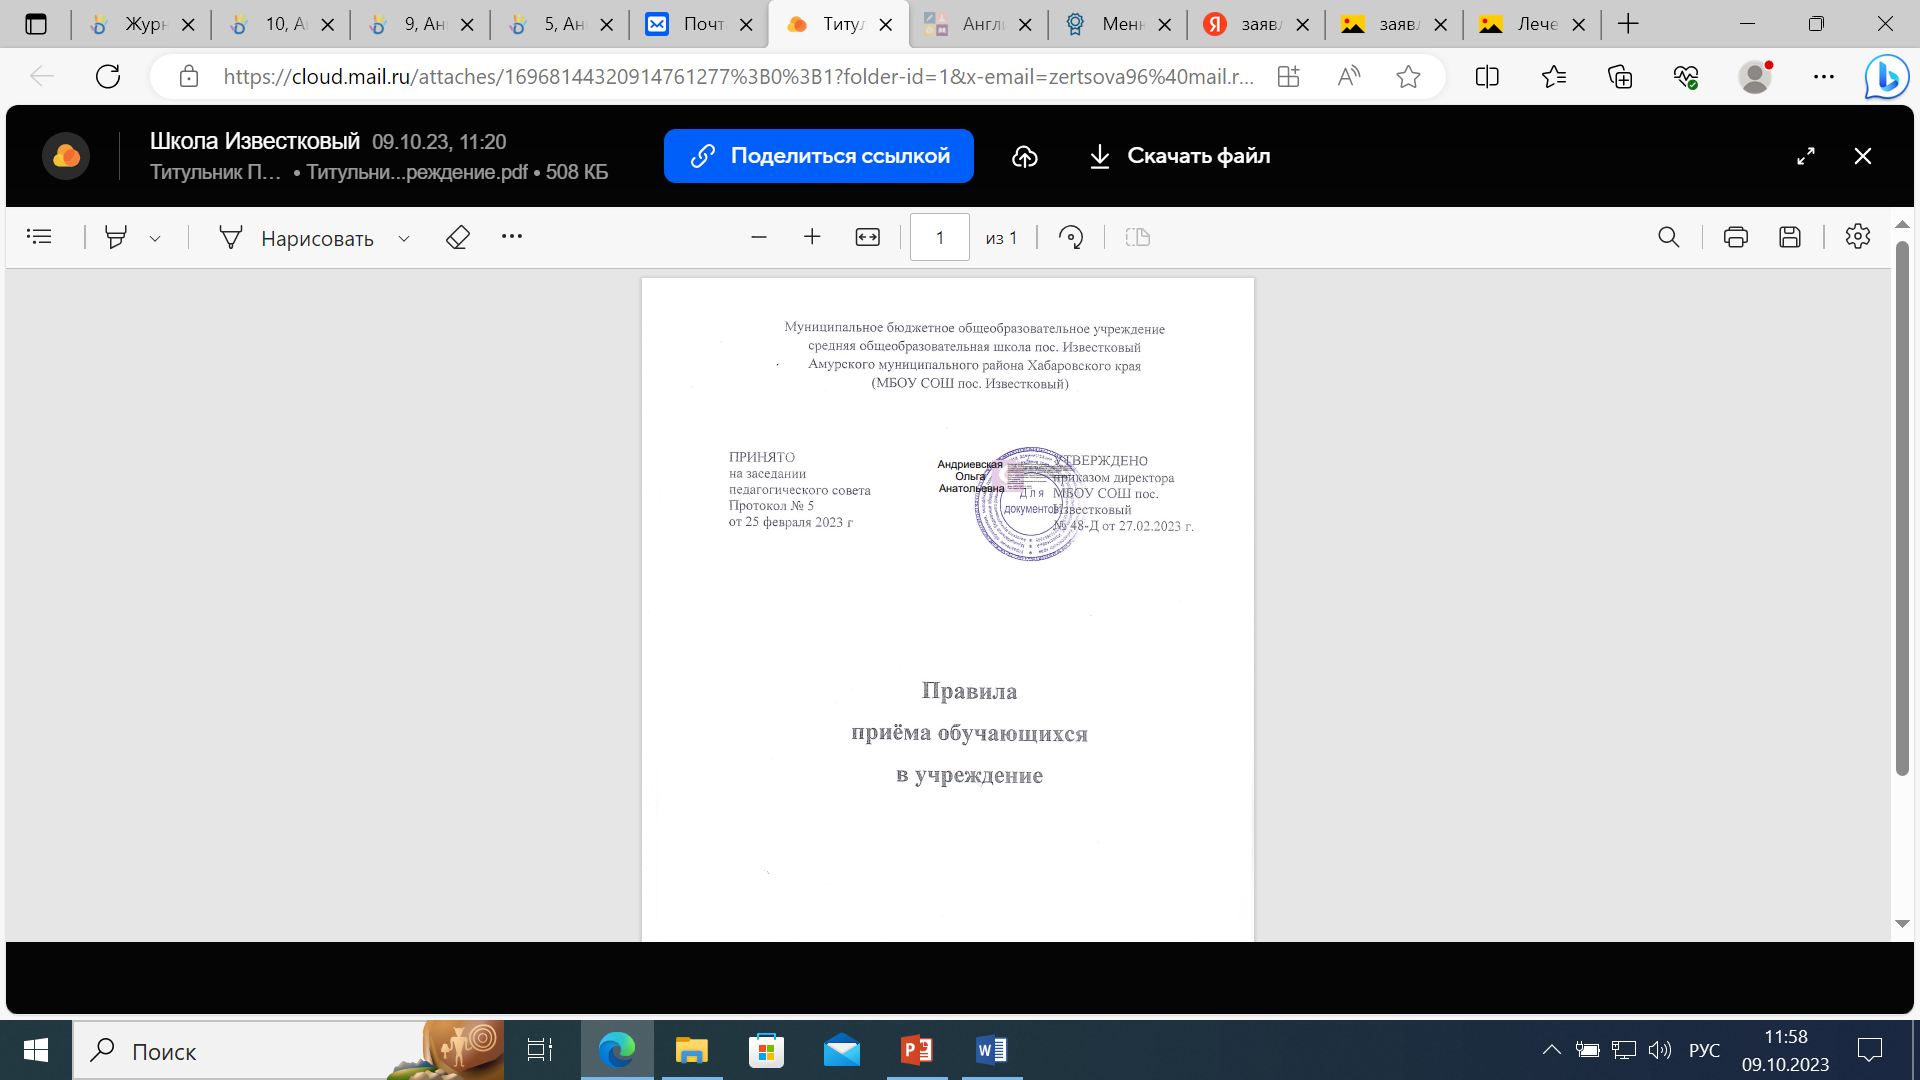 Журн
10, А
9, Ан
5, Ан
Почт
Титул
Англ
Мен
заявл
заявл
Лече
https://cloud.mail.ru/attaches/16968144320914761277%3B0%3B1?folder-id=1&x-email=zertsova96%40mail.r...
Школа Известковый 09.10.23, 11:20
Титульник П... • Титульни...реждение.pdf • 508 КБ
Поделиться ссылкой
Скачать файл
Нарисовать
1 из 1
Муниципальное бюджетное общеобразовательное учреждение
средняя общеобразовательная школа пос. Известковый
Амурского муниципального района Хабаровского края
(МБОУ СОШ пос. Известковый)
ПРИНЯТО
на заседании
педагогического совета
Протокол № 5
от 25 февраля 2023 г
Андриевская
Ольга
Анатольевна
Для
документов
УТВЕРЖДЕНО
приказом директора
МБОУ СОШ пос.
Известковый
№ 48-Д от 27.02.2023 г.
Правила
приёма обучающихся
в учреждение
Поиск
РУС
11:58
09.10.2023